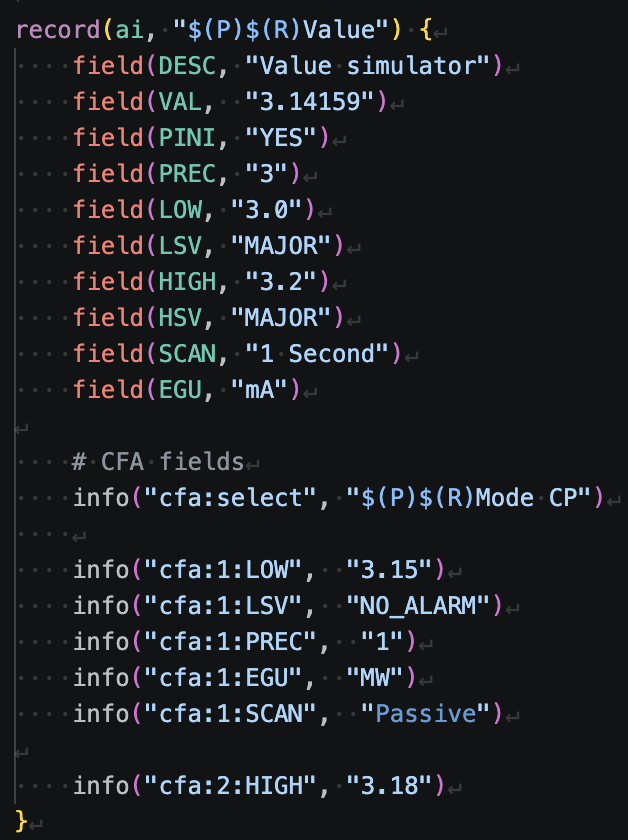 record(ai, "$(P)$(R)Value") {
    field(DESC, "Value simulator")
    field(VAL,  "3.14159")
    field(PINI, "YES")
    field(PREC, "3")
    field(LOW, "3.0")
    field(LSV, "MAJOR")
    field(HIGH, "3.2")
    field(HSV, "MAJOR")
    field(SCAN, "1 Second")
    field(EGU, "mA")

    # CFA fields
    info("cfa:select", "$(P)$(R)Mode CP")
    
    info("cfa:1:LOW",  "3.15")
    info("cfa:1:LSV",  "NO_ALARM")
    info("cfa:1:PREC",  "1")
    info("cfa:1:EGU",  "MW")
    info("cfa:1:SCAN",  "Passive")

    info("cfa:2:HIGH", "3.18")
}